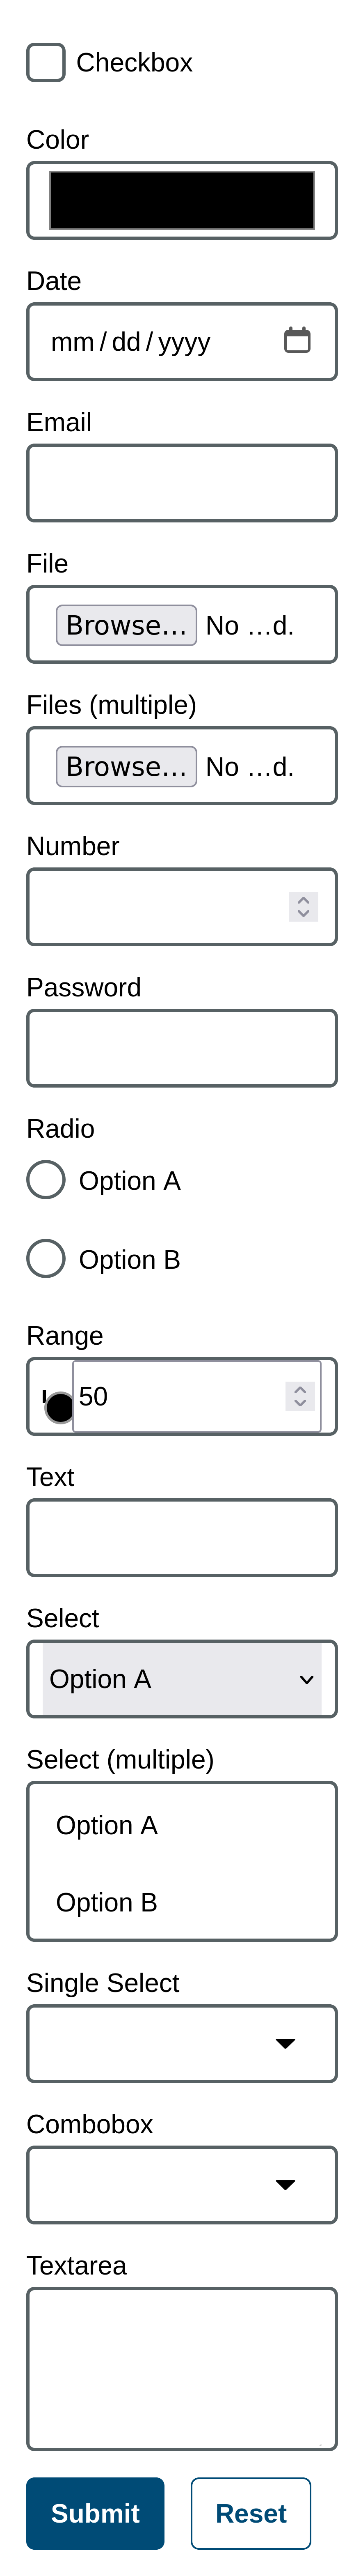 Checkbox
Color
Date
mm / dd / yyyy
Email
File
Browse... No ...d.
Files (multiple)
Browse... No ...d.
Number
Password
Radio
Option A
Option B
Range
50
Text
Select
Option A
Select (multiple)
Option A
Option B
Single Select
Combobox
Textarea
Submit Reset